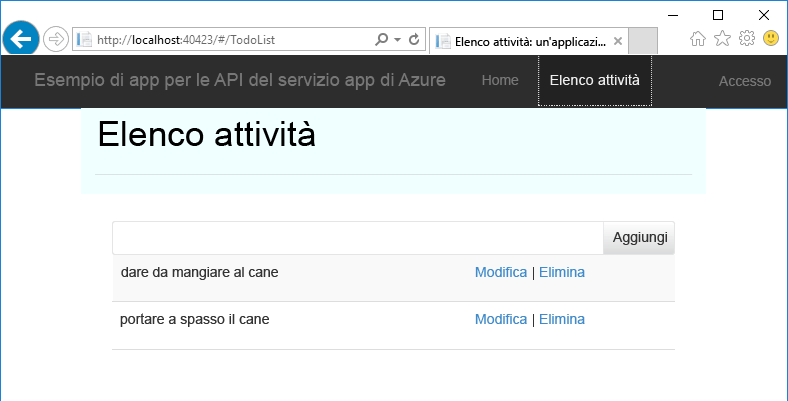 http://localhost:40423/#/TodoList
Elenco attività: un'applicazi...
Esempio di app per le API del servizio app di Azure Home Elenco attività Accesso
Elenco attività
Aggiungi
dare da mangiare al cane Modifica | Elimina
portare a spasso il cane Modifica | Elimina